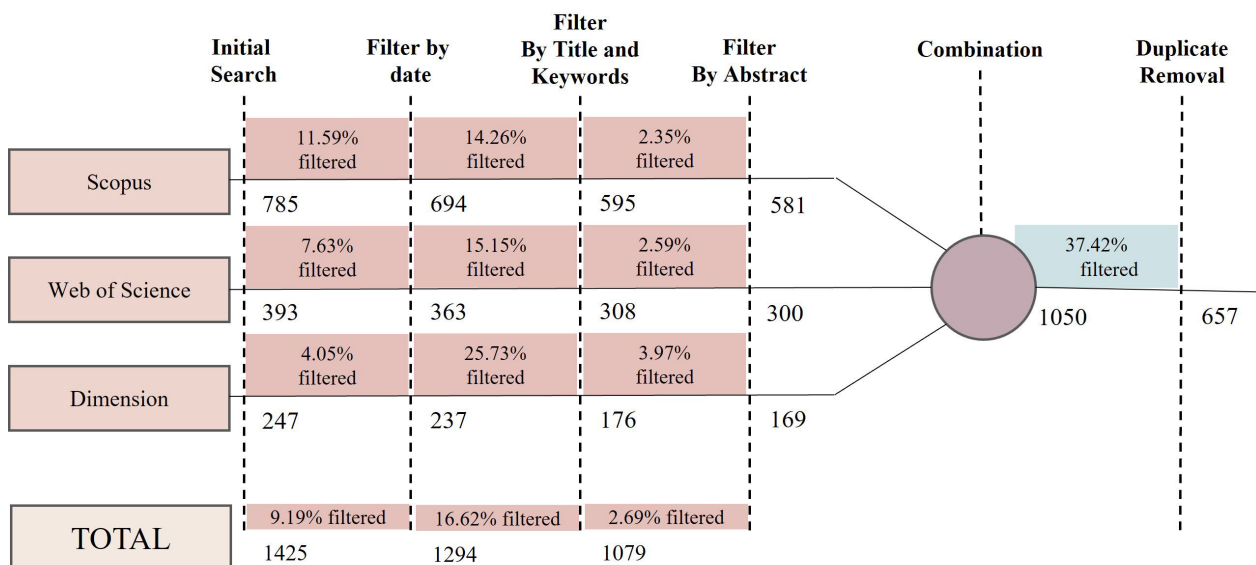 Initial
Search
Filter by
date
Filter
By Title and
Keywords
Filter
By Abstract
Combination
Duplicate
Removal
Scopus
11.59%
filtered
14.26%
filtered
2.35%
filtered
785
694
595
581
Web of Science
7.63%
filtered
15.15%
filtered
2.59%
filtered
393
363
308
300
37.42%
filtered
1050
657
Dimension
4.05%
filtered
25.73%
filtered
3.97%
filtered
247
237
176
169
TOTAL
9.19% filtered
16.62% filtered
2.69% filtered
1425
1294
1079